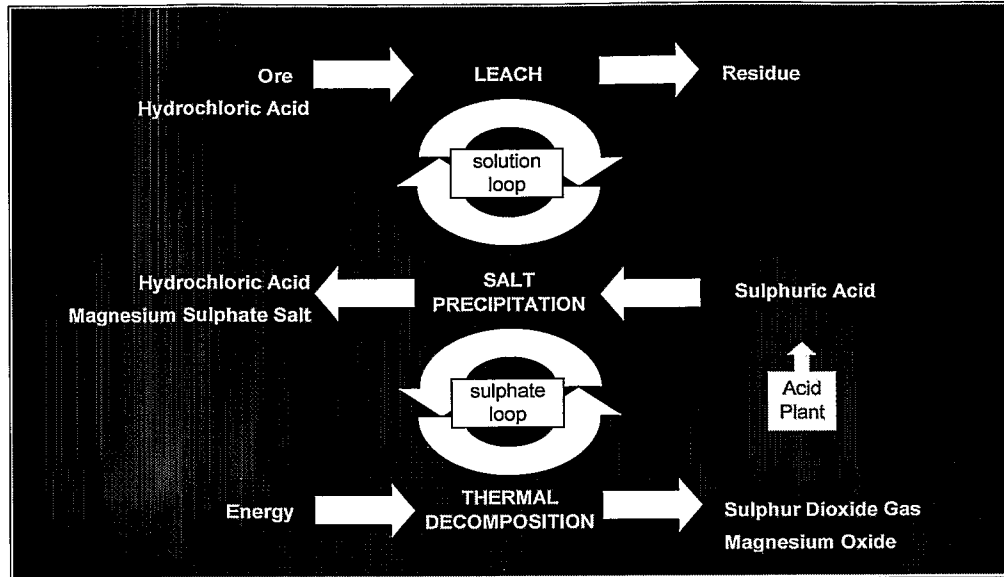 Ore
Hydrochloric Acid
LEACH
Residue
solution
loop
Hydrochloric Acid
Magnesium Sulphate Salt
SALT
PRECIPITATION
Sulphuric Acid
sulphate
loop
Acid
Plant
Energy
THERMAL
DECOMPOSITION
Sulphur Dioxide Gas
Magnesium Oxide